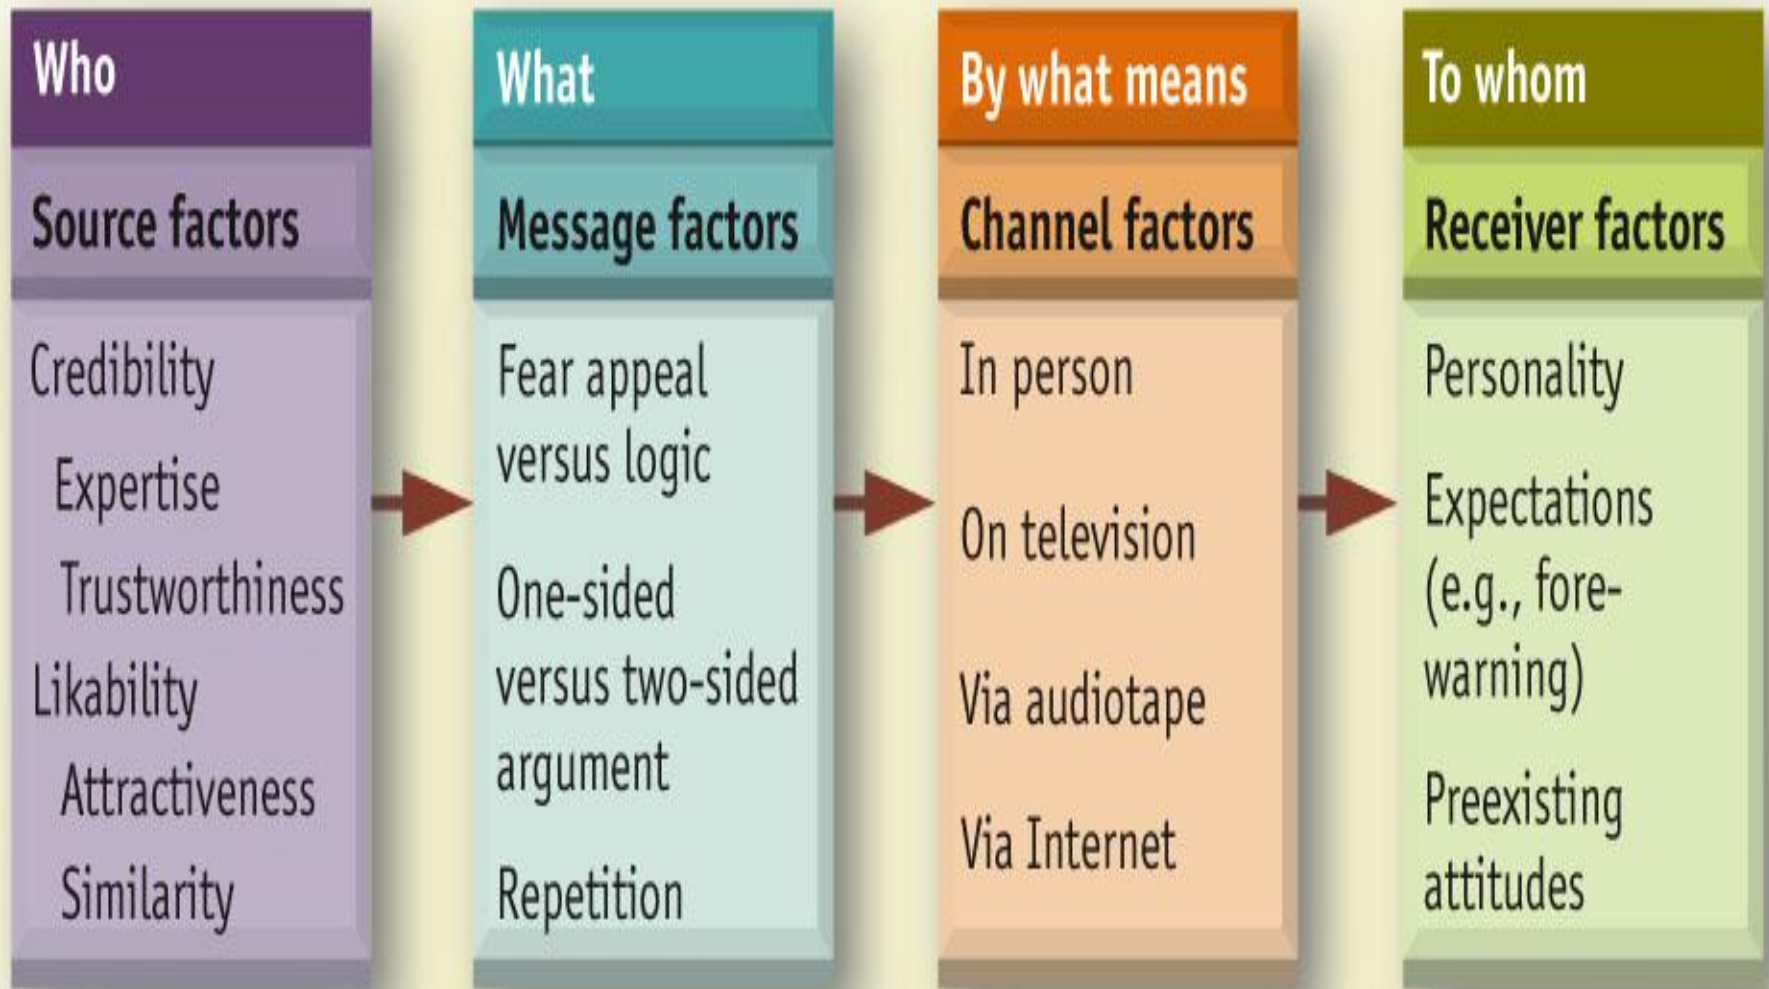 Who
Source factors
Credibility
Expertise
Trustworthiness
Likability
Attractiveness
Similarity
What
Message factors
Fear appeal
versus logic
One-sided
versus two-sided
argument
Repetition
By what means
Channel factors
In person
On television
Via audiotape
Via Internet
To whom
Receiver factors
Personality
Expectations
(e.g., fore-
warning)
Preexisting
attitudes